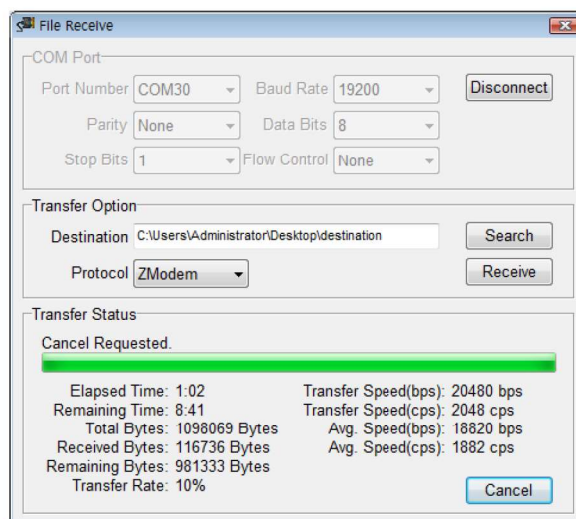 File Receive
COM Port
Port Number COM30 Baud Rate 19200 Disconnect
Parity None Data Bits 8
Stop Bits 1 Flow Control None
Transfer Option
Destination C:\Users\Administrator\Desktop\destination Search
Protocol ZModem Receive
Transfer Status
Cancel Requested.
Elapsed Time: 1:02 Transfer Speed(bps): 20480 bps
Remaining Time: 8:41 Transfer Speed(cps): 2048 cps
Total Bytes: 1098069 Bytes Avg. Speed(bps): 18820 bps
Received Bytes: 116736 Bytes Avg. Speed(cps): 1882 cps
Remaining Bytes: 981333 Bytes
Transfer Rate: 10%
Cancel